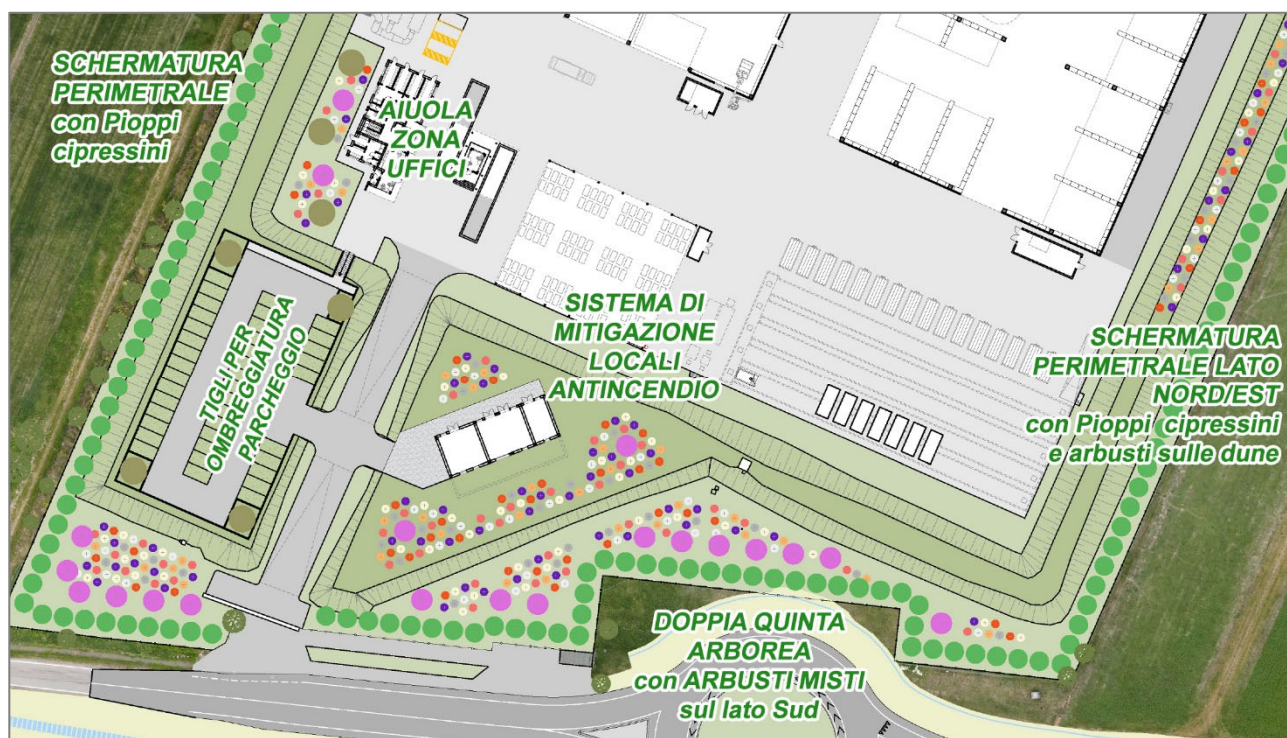 SCHERMATURA
PERIMETRALE
con Pioppi
cipressini
AIUOLA
ZONA
UFFICI
TIGLI PER
OMBREGGIATURA
PARCHEGGIO
SISTEMA DI
MITIGAZIONE
LOCALI
ANTINCENDIO
SCHERMATURA
PERIMETRALE LATO
NORD/EST
con Pioppi cipressini
e arbusti sulle dune
DOPPIA QUINTA
ARBOREA
con ARBUSTI MISTI
sul lato Sud